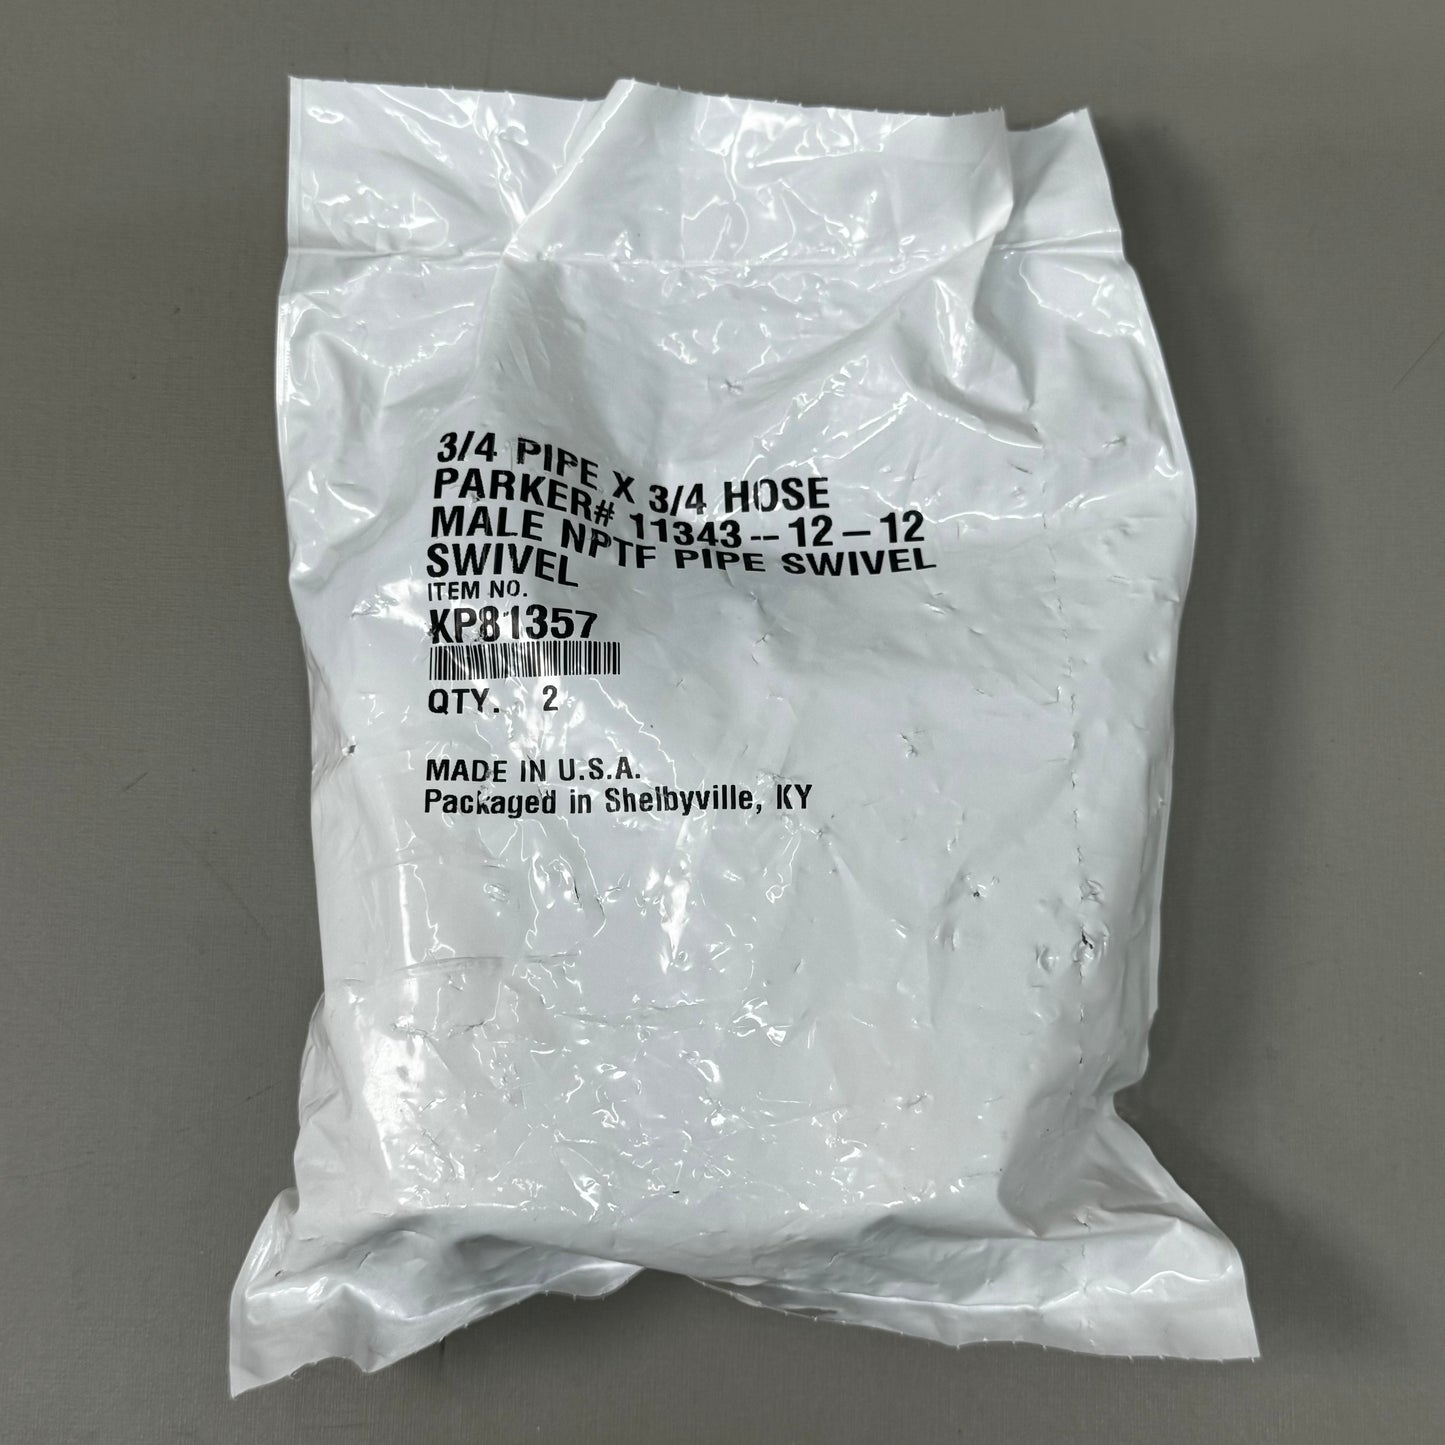 3/4 PIPE X 3/4 HOSE
PARKER# 11343--12-12
MALE NPTF PIPE SWIVEL
SWIVEL
ITEM NO.
KP81357
QTY. 2
MADE IN U.S.A.
Packaged in Shelbyville, KY